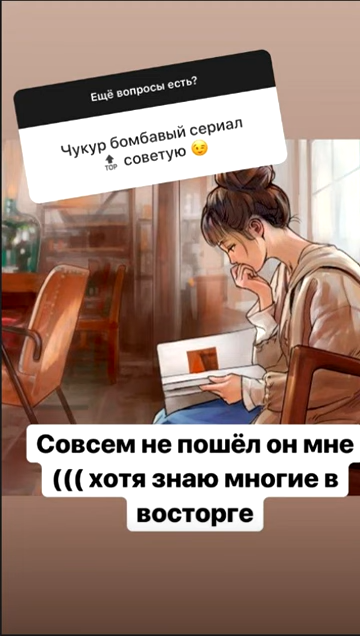 Ещё вопросы есть?
Чукур бомбавый сериал
🔝 советую 😉
Совсем не пошёл он мне
((( хотя знаю многие в
восторге